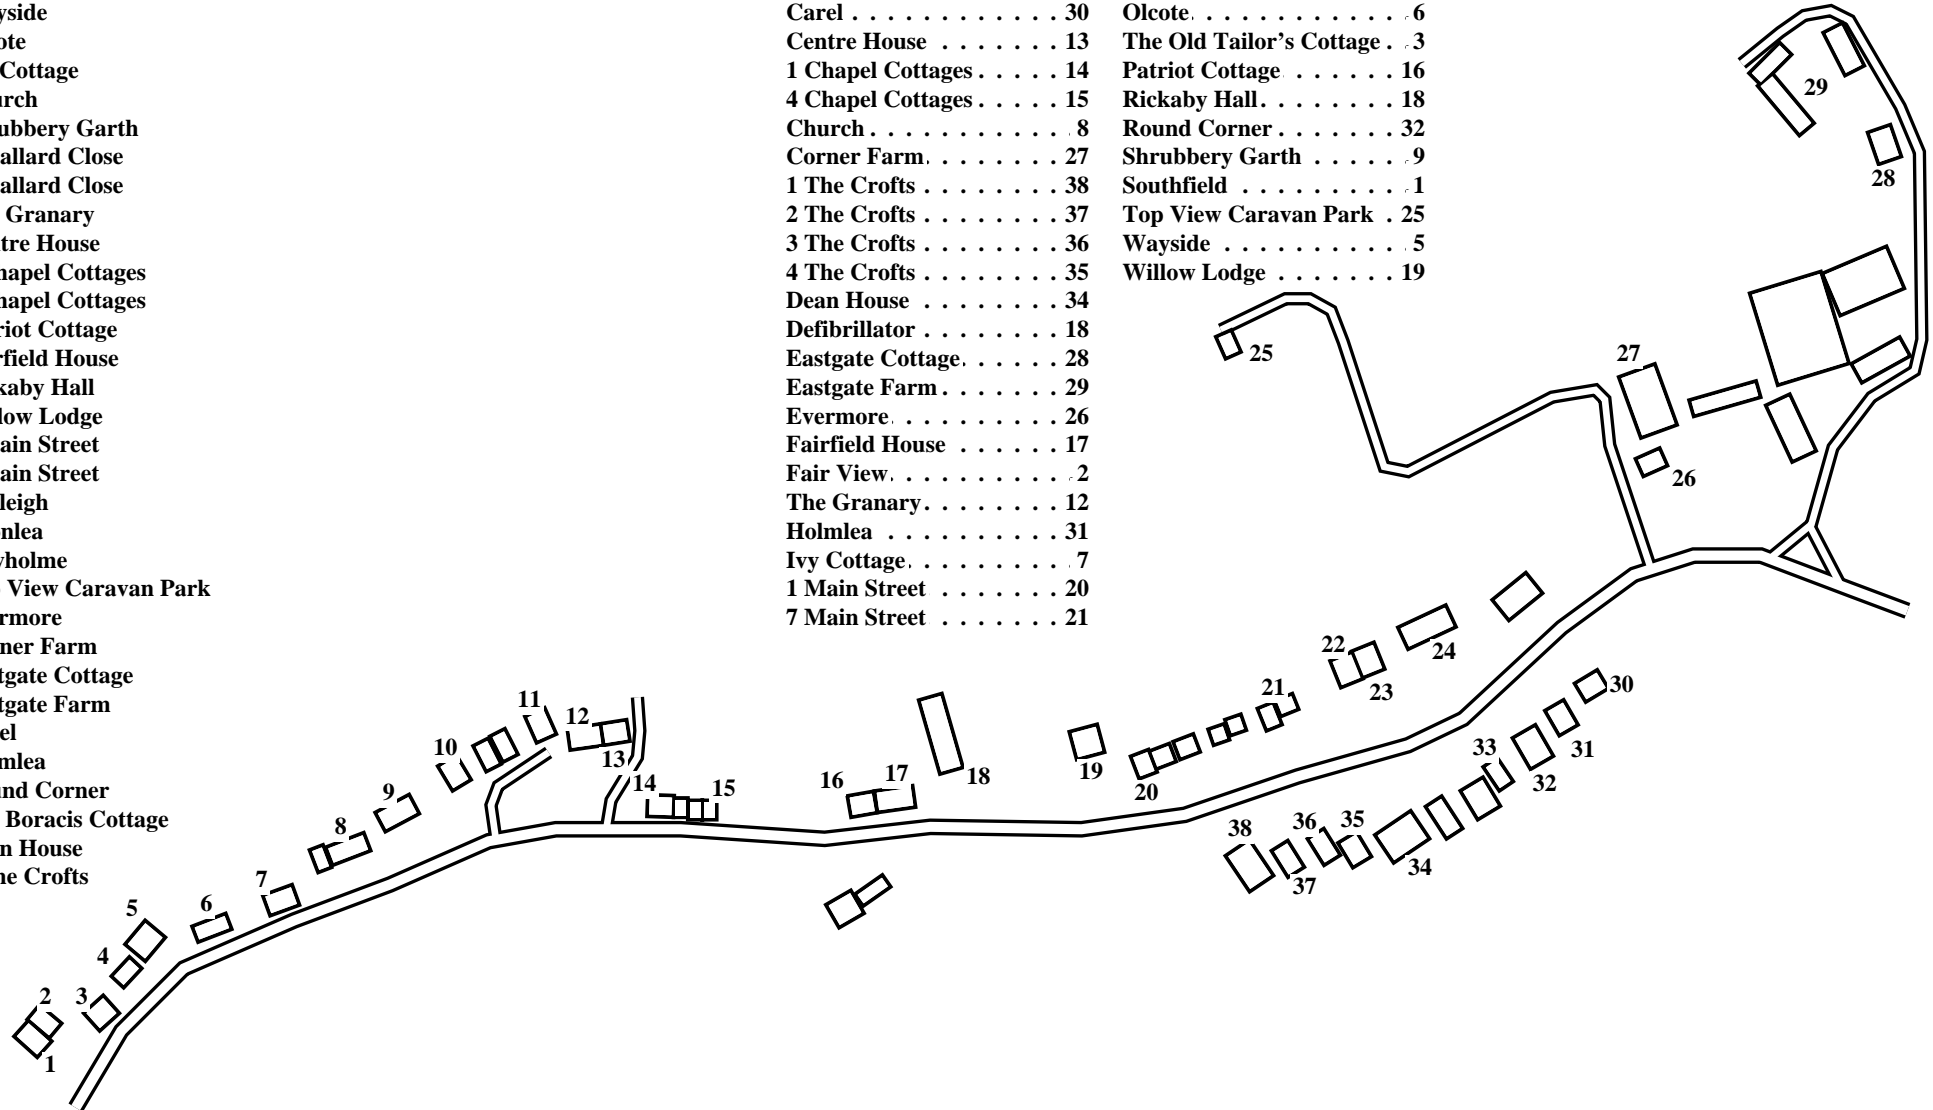 yside
ote
Cottage
urch
ubbery Garth
allard Close
allard Close
Granary
tre House
hapel Cottages
hapel Cottages
riot Cottage
rfield House
kaby Hall
low Lodge
ain Street
ain Street
leigh
nlea
yholme
View Caravan Park
rmore
ner Farm
tgate Cottage
tgate Farm
el
mlea
und Corner
Boracis Cottage
n House
he Crofts
Carel . . . . . . . . . . . . 30
Centre House . . . . . . . 13
1 Chapel Cottages . . . . . 14
4 Chapel Cottages . . . . . 15
Church . . . . . . . . . . . 8
Corner Farm . . . . . . . . 27
1 The Crofts . . . . . . . . 38
2 The Crofts . . . . . . . . 37
3 The Crofts . . . . . . . . 36
4 The Crofts . . . . . . . . 35
Dean House . . . . . . . . 34
Defibrillator . . . . . . . . 18
Eastgate Cottage . . . . . . 28
Eastgate Farm . . . . . . . 29
Evermore . . . . . . . . . . 26
Fairfield House . . . . . . 17
Fair View . . . . . . . . . . 2
The Granary . . . . . . . . 12
Holmlea . . . . . . . . . . 31
Ivy Cottage . . . . . . . . . 7
1 Main Street . . . . . . . 20
7 Main Street . . . . . . . 21
Olcote . . . . . . . . . . . . 6
The Old Tailor’s Cottage . . 3
Patriot Cottage . . . . . . 16
Rickaby Hall . . . . . . . . 18
Round Corner . . . . . . . 32
Shrubbery Garth . . . . . . 9
Southfield . . . . . . . . . . 1
Top View Caravan Park . 25
Wayside . . . . . . . . . . . 5
Willow Lodge . . . . . . . 19
29
28
25
27
26
22
24
21
23
30
11
12
31
10
13
33
14
16
17
18
19
32
15
20
9
8
38
36
35
34
37
7
6
5
4
2
3
1